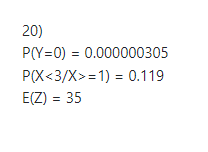 20)
P(Y=0) = 0.000000305
P(X<3/X>=1) = 0.119
E(Z) = 35